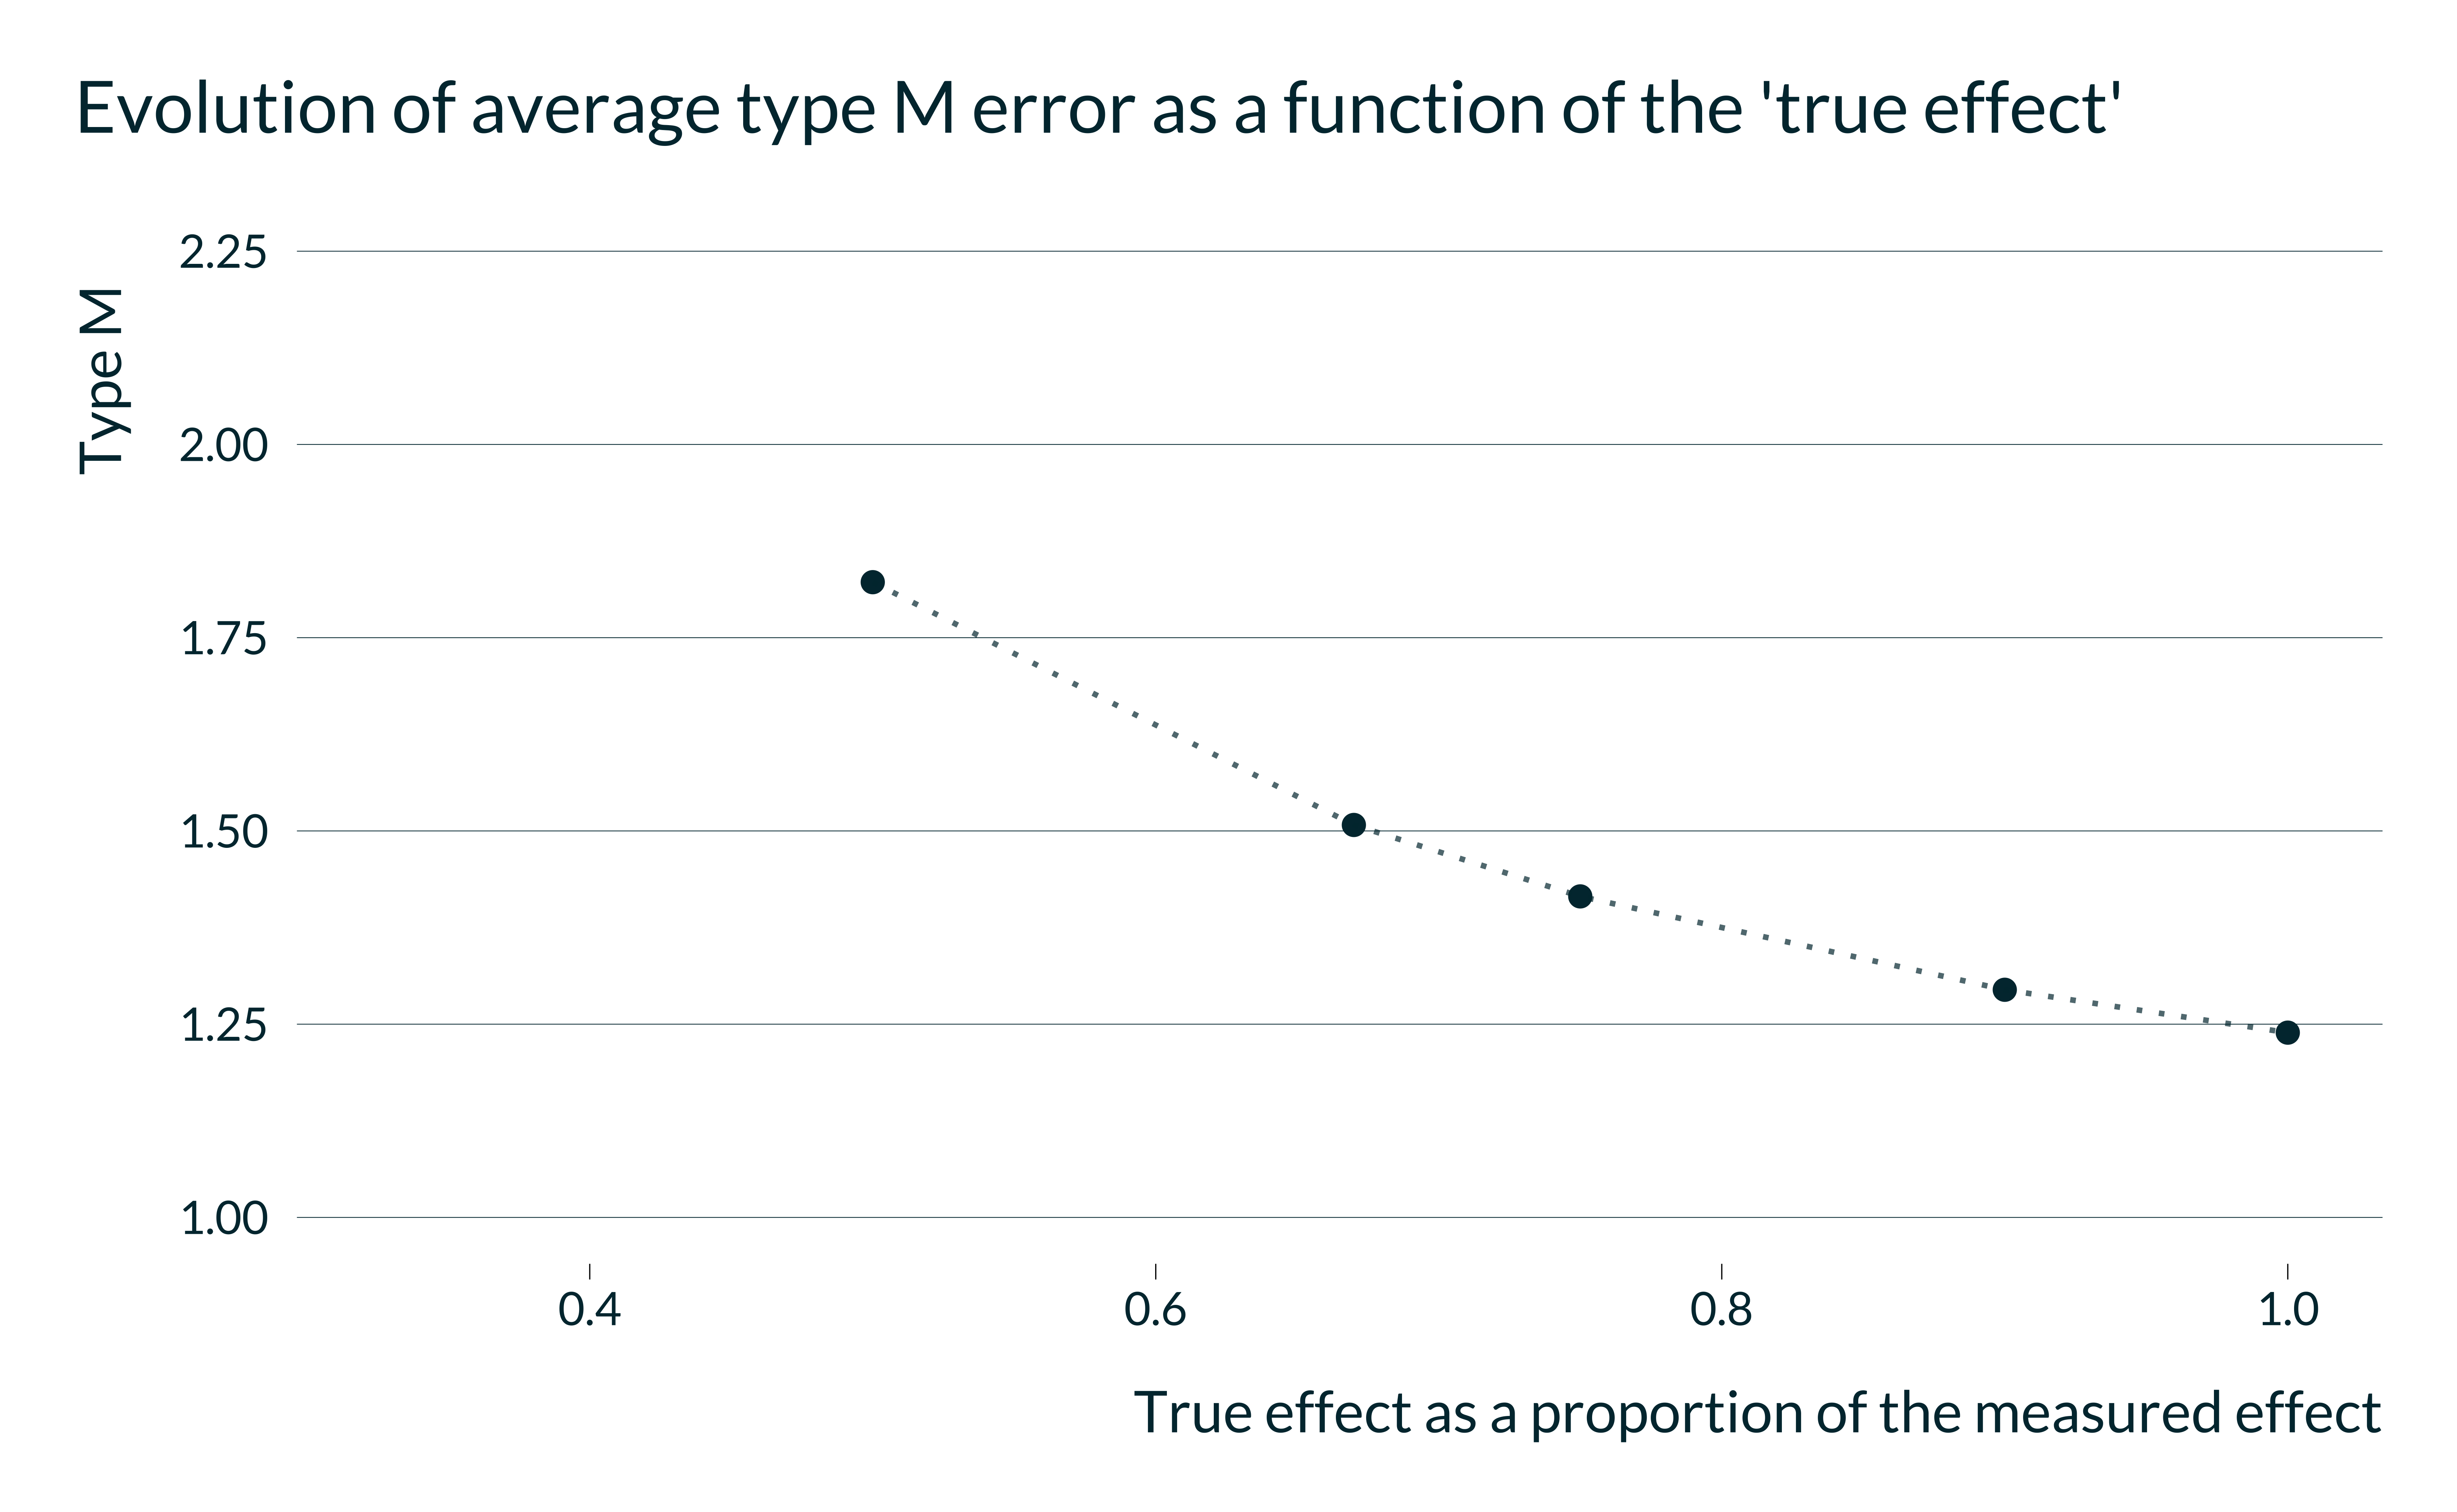 Evolution of average type M error as a function of the 'true effect'
Type M
2.25
2.00
1.75
1.50
1.25
1.00
0.4 0.6 0.8 1.0
True effect as a proportion of the measured effect